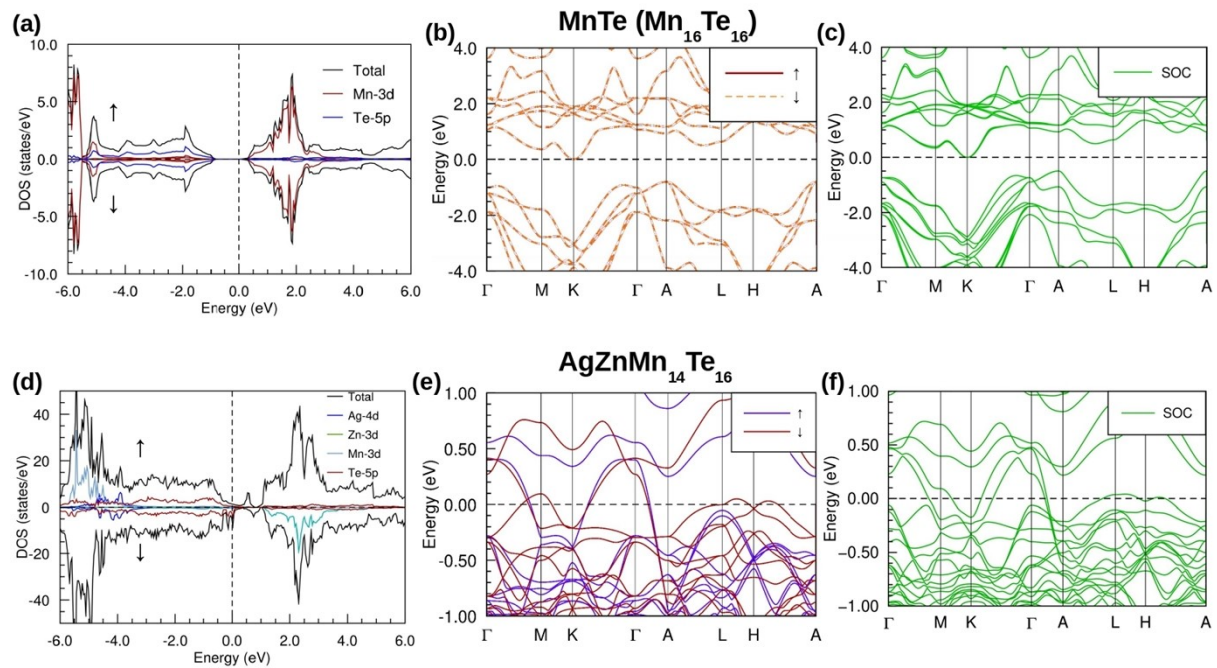 MnTe (Mn16Te16)
(a)
10.0
5.0
0.0
-5.0
-10.0
DOS (states/eV)
Total
Mn-3d
Te-5p
↑
↓
-6.0 -4.0 -2.0 0.0 2.0 4.0 6.0
Energy (eV)
(b)
4.0
2.0
0.0
-2.0
-4.0
Energy (eV)
↑
↓
Γ M K Γ A L H A
(c)
4.0
2.0
0.0
-2.0
-4.0
Energy (eV)
SOC
Γ M K Γ A L H A
AgZnMn14Te16
(d)
40
20
0
-20
-40
DOS (states/eV)
Total
Ag-4d
Zn-3d
Mn-3d
Te-5p
↑
↓
-6.0 -4.0 -2.0 0.0 2.0 4.0 6.0
Energy (eV)
(e)
1.00
0.50
0.00
-0.50
-1.00
Energy (eV)
↑
↓
Γ M K Γ A L H A
(f)
1.00
0.50
0.00
-0.50
-1.00
Energy (eV)
SOC
Γ M K Γ A L H A